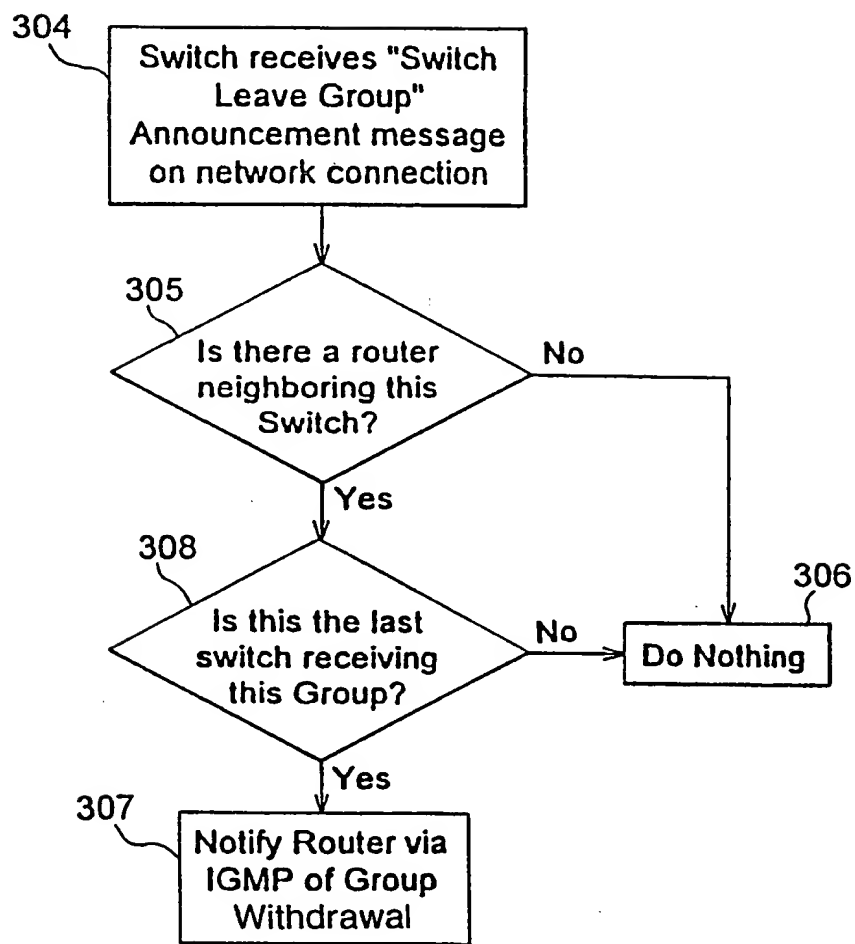 304
Switch receives "Switch
Leave Group"
Announcement message
on network connection
305
Is there a router
neighboring this
Switch?
No
Yes
308
Is this the last
switch receiving
this Group?
No
306
Do Nothing
Yes
307
Notify Router via
IGMP of Group
Withdrawal